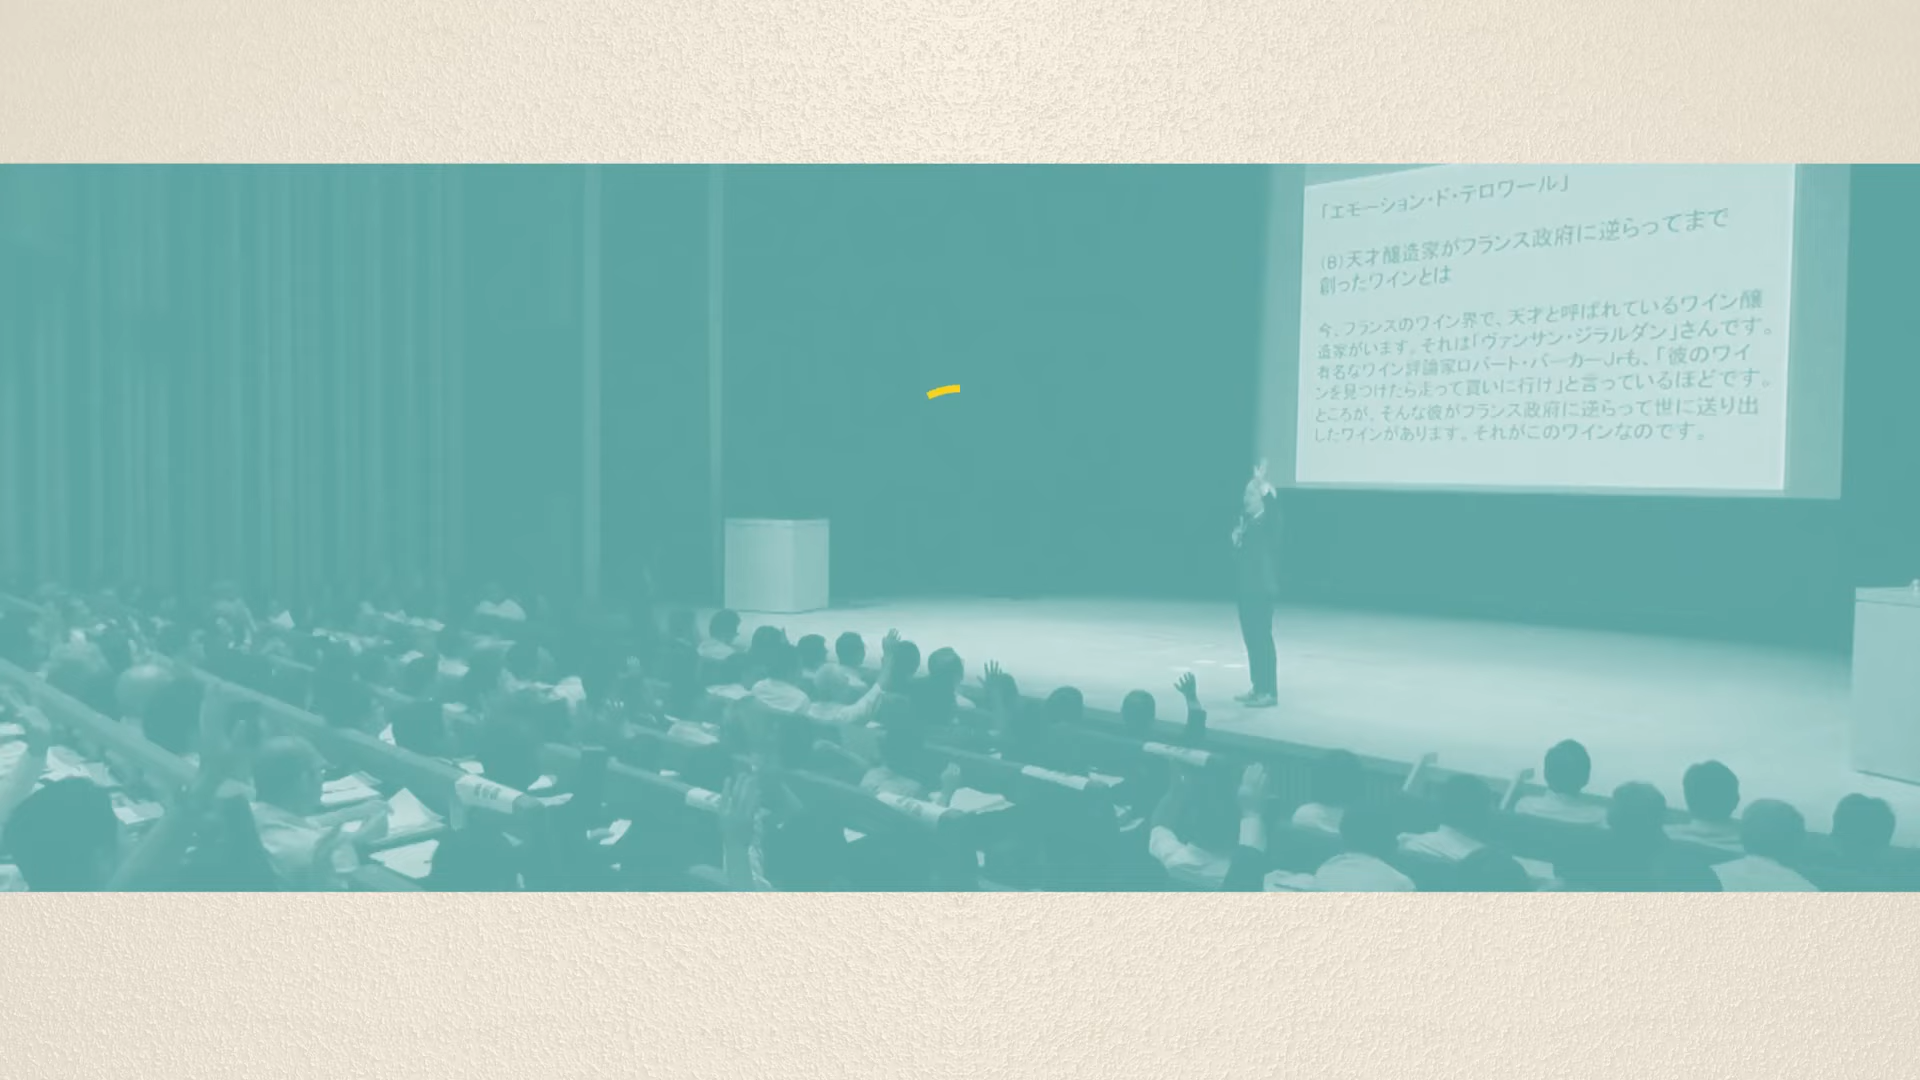 「エモーション・ド・テロワール」
(8)天才醸造家がフランス政府に逆らってまで
創ったワインとは
今、フランスのワイン界で、天才と呼ばれているワイン醸
造家がいます。それは「ヴァンサン・ジラルダン」さんです。
有名なワイン評論家ロバート・パーカーJrも、「彼のワイ
ンを見つけたら走って買いに行け」と言っているほどです。
ところが、そんな彼がフランス政府に逆らって世に送り出
したワインがあります。それがこのワインなのです。